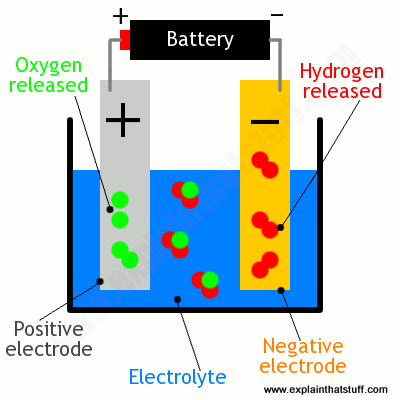 +
−
Battery
Oxygen
released
Hydrogen
released
+
−
Positive
electrode
Electrolyte
Negative
electrode
www.explainthatstuff.com